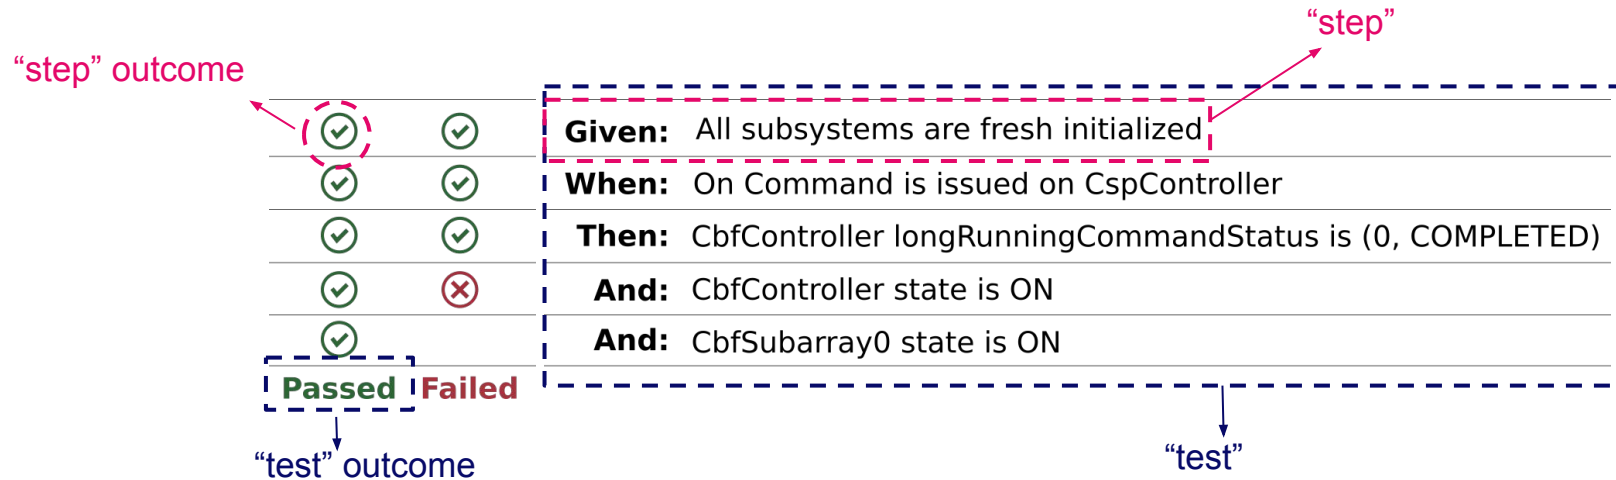 “step”
“step” outcome
Given: All subsystems are fresh initialized
When: On Command is issued on CspController
Then: CbfController longRunningCommandStatus is (0, COMPLETED)
And: CbfController state is ON
And: CbfSubarray0 state is ON
Passed Failed
“test” outcome
“test”